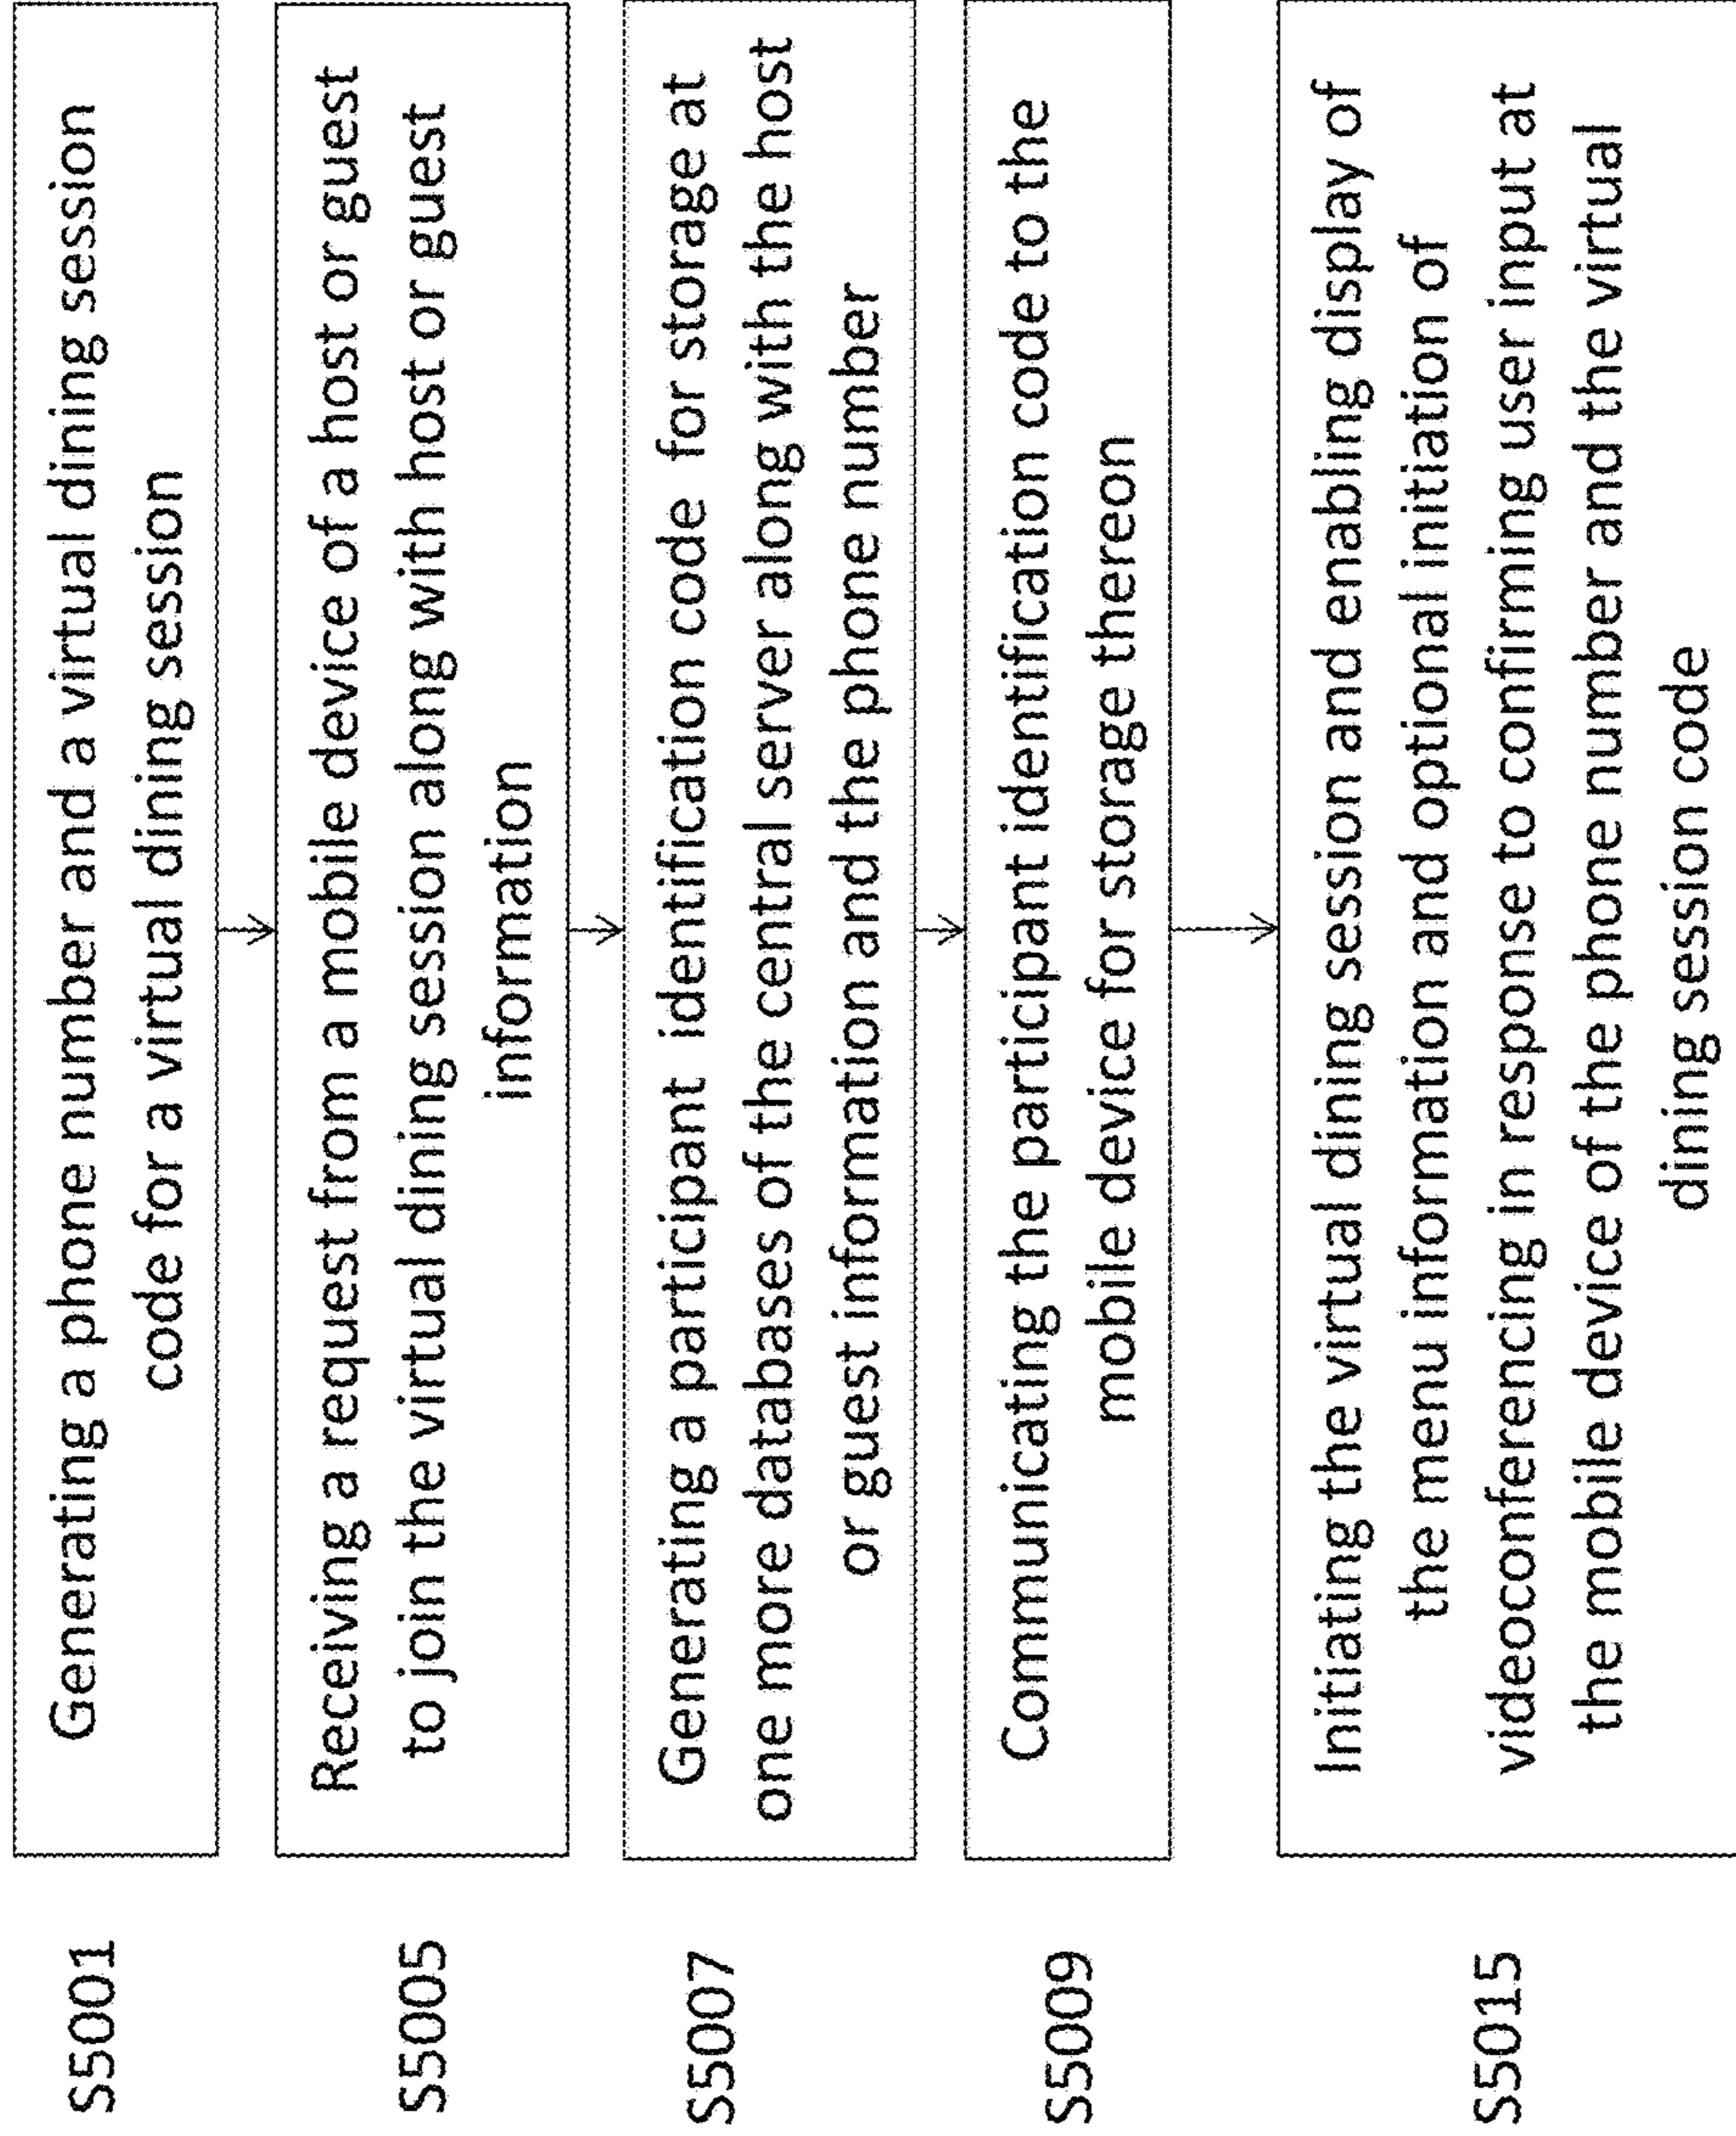 S5001
Generating a phone number and a virtual dining session
code for a virtual dining session
S5005
Receiving a request from a mobile device of a host or guest
to join the virtual dining session along with host or guest
information
S5007
Generating a participant identification code for storage at
one more databases of the central server along with the host
or guest information and the phone number
S5009
Communicating the participant identification code to the
mobile device for storage thereon
S5015
Initiating the virtual dining session and enabling display of
the menu information and optional initiation of
videoconferencing in response to confirming user input at
the mobile device of the phone number and the virtual
dining session code